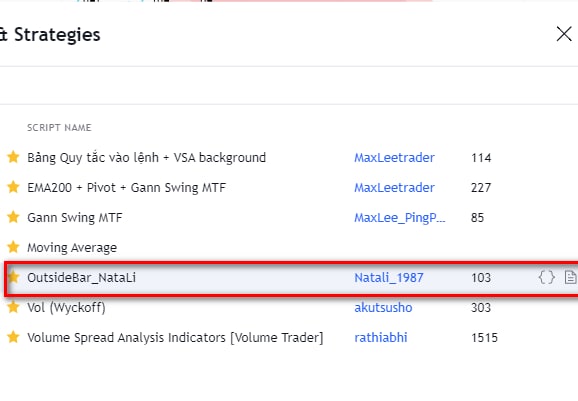 & Strategies
SCRIPT NAME
Bảng Quy tắc vào lệnh + VSA background MaxLeetrader 114
EMA200 + Pivot + Gann Swing MTF MaxLeetrader 227
Gann Swing MTF MaxLee_PingP... 85
Moving Average
OutsideBar_NataLi Natali_1987 103
Vol (Wyckoff) akutsusho 303
Volume Spread Analysis Indicators [Volume Trader] rathiabhi 1515